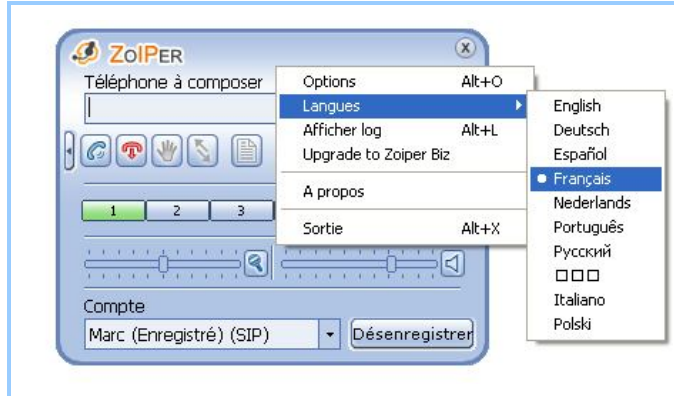 ZoIPER
Téléphone à composer
Options Alt+O
Langues
Afficher log Alt+L
Upgrade to Zoiper Biz
A propos
Sortie Alt+X
English
Deutsch
Español
Français
Nederlands
Português
Русский
□□□
Italiano
Polski
1 2 3
Compte
Marc (Enregistré) (SIP)
Désenregistrer